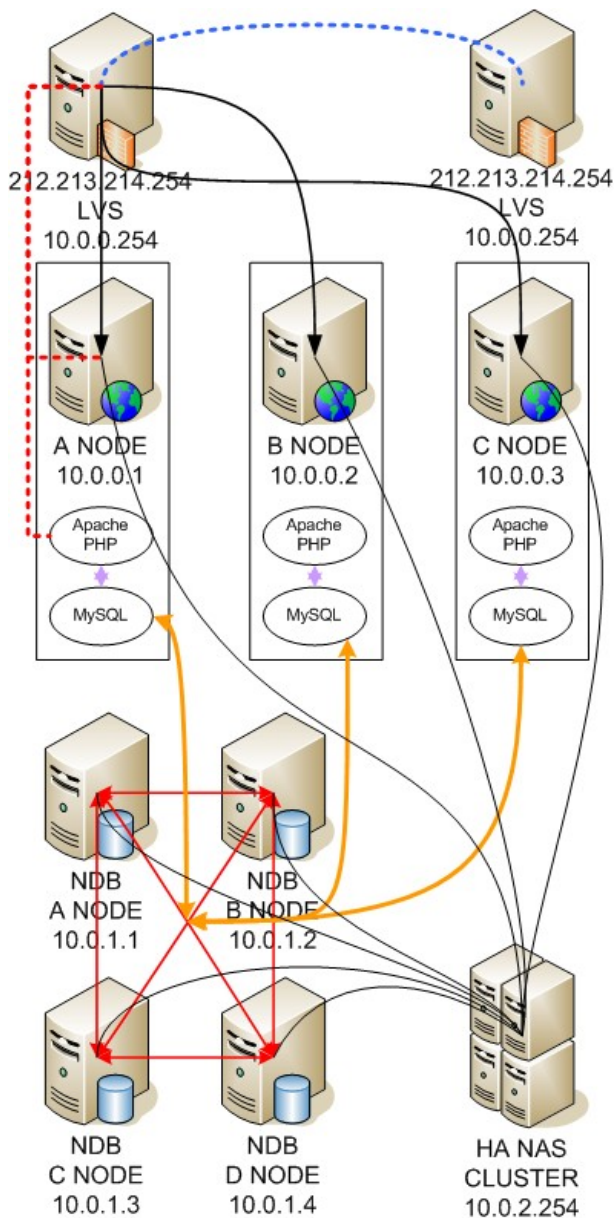 212.213.214.254
LVS
10.0.0.254
212.213.214.254
LVS
10.0.0.254
A NODE
10.0.0.1
B NODE
10.0.0.2
C NODE
10.0.0.3
Apache
PHP
Apache
PHP
Apache
PHP
MySQL
MySQL
MySQL
NDB
A NODE
10.0.1.1
NDB
B NODE
10.0.1.2
NDB
C NODE
10.0.1.3
NDB
D NODE
10.0.1.4
HA NAS
CLUSTER
10.0.2.254